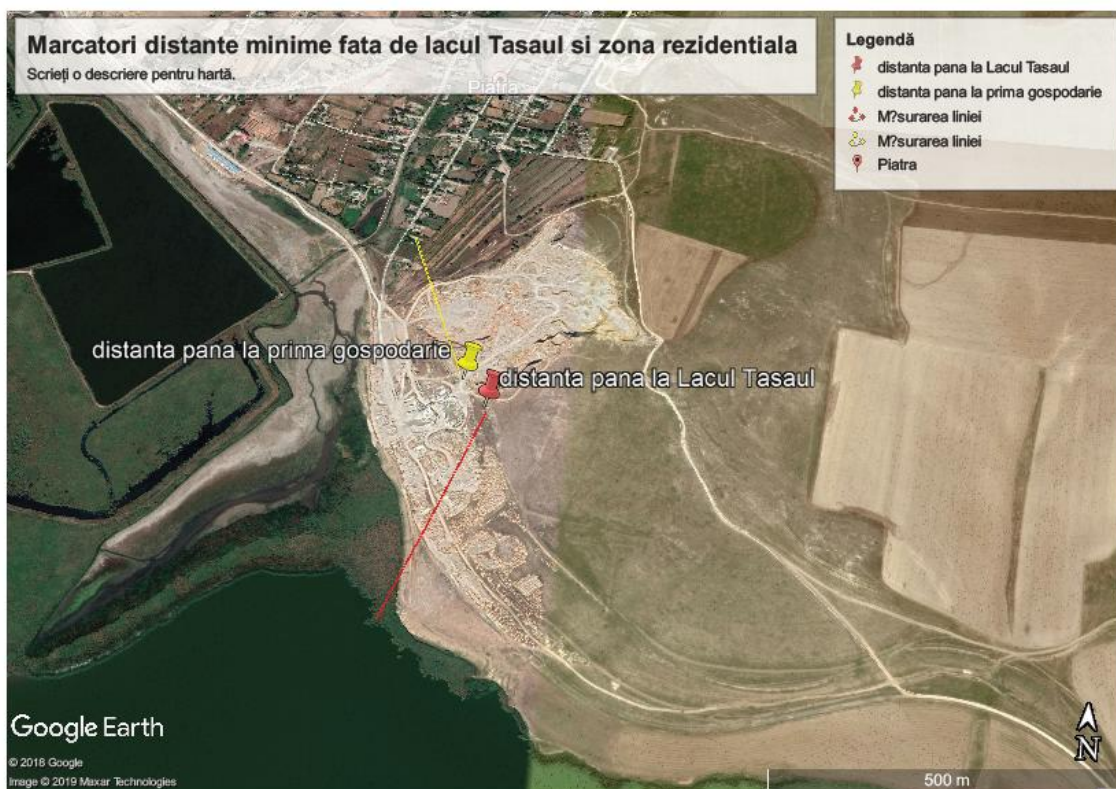 Marcatori distante minime fata de lacul Tasaul si zona rezidentiala
Scrieți o descriere pentru hartă.
Legendă
distanta pana la Lacul Tasaul
distanta pana la prima gospodarie
M?surarea liniei
M?surarea liniei
Piatra
Piatra
distanta pana la prima gospodarie
distanta pana la Lacul Tasaul
Google Earth
© 2018 Google
Image © 2019 Maxar Technologies
N
500 m